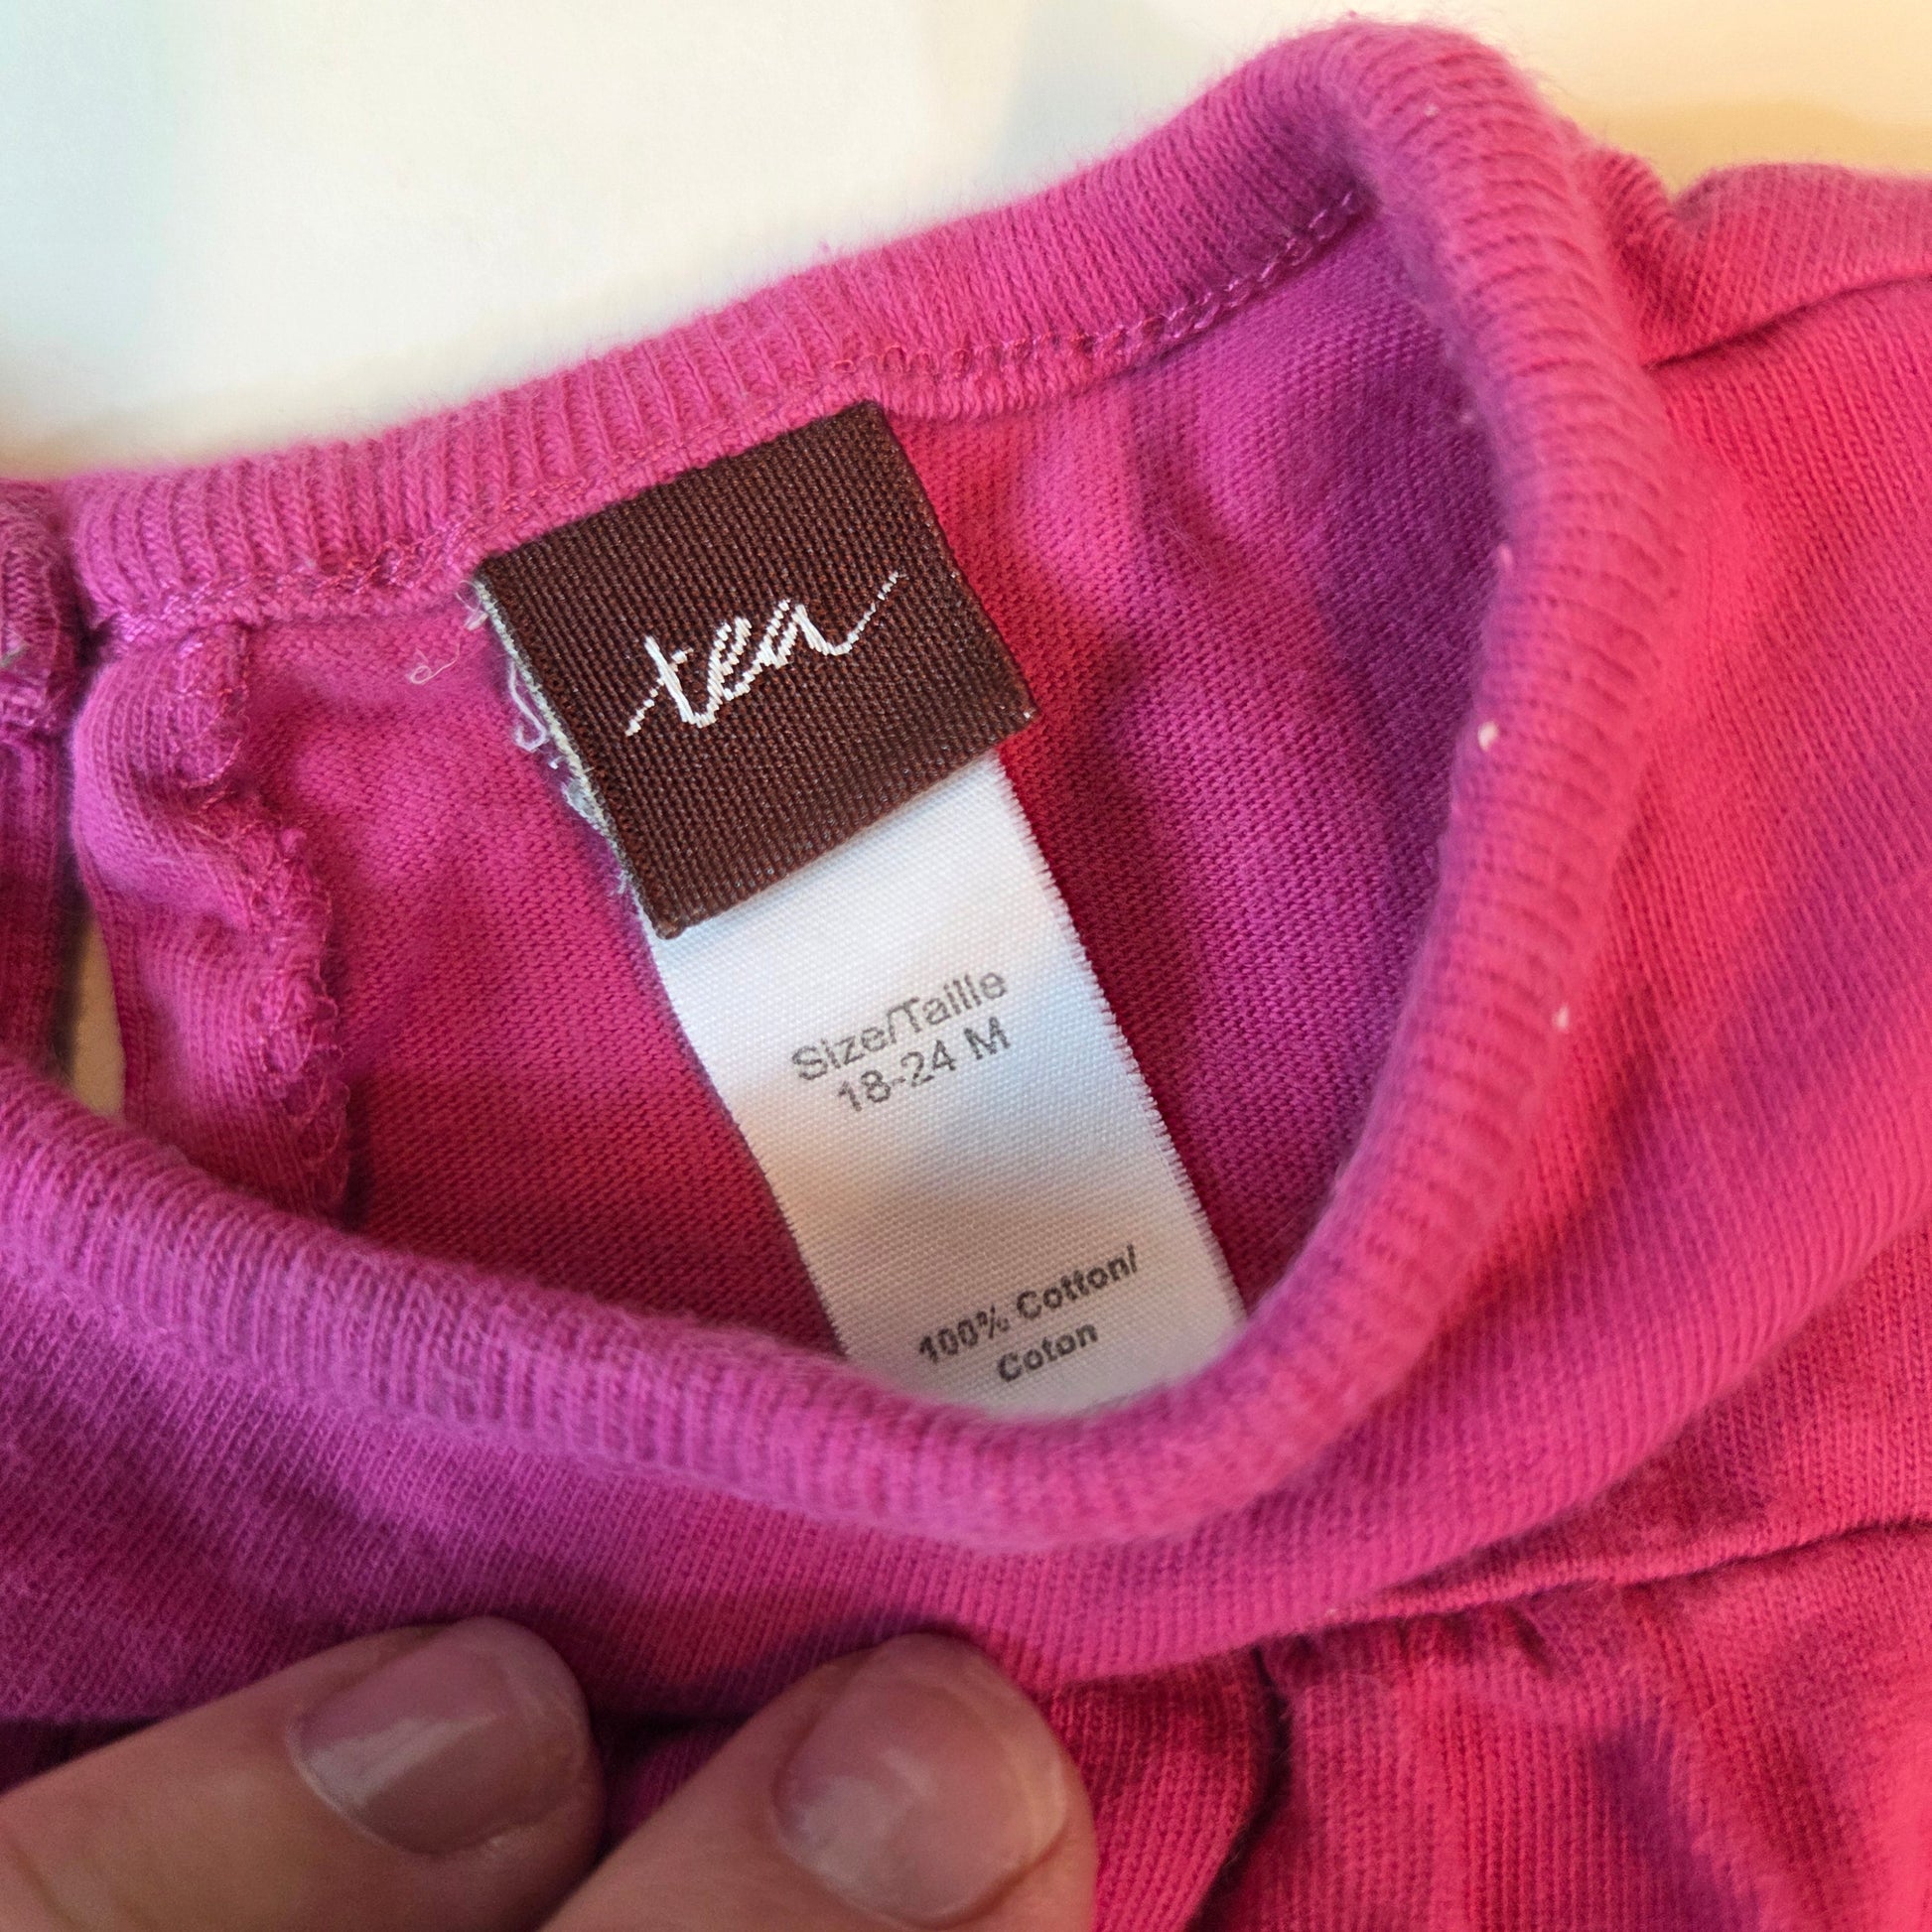 tea
Size/Taille
18-24 M
100% Cotton/
Coton